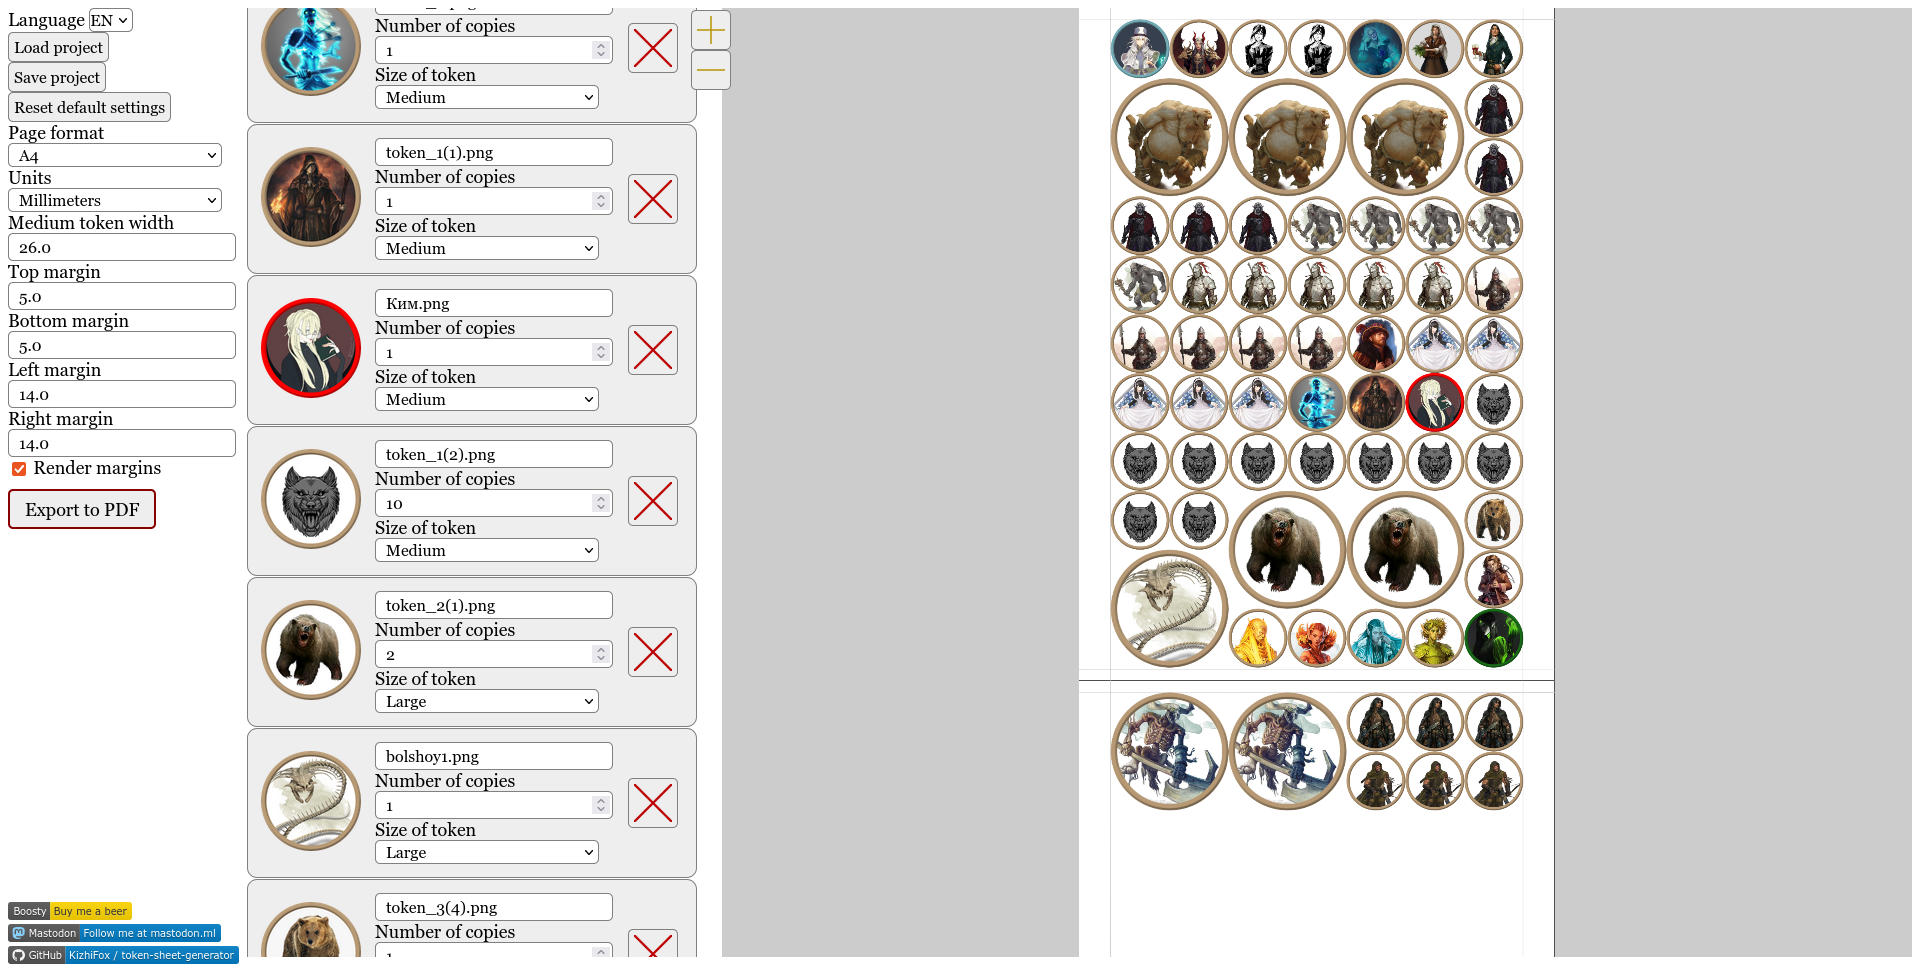 Language EN
Load project
Save project
Reset default settings
Page format
A4
Units
Millimeters
Medium token width
26.0
Top margin
5.0
Bottom margin
5.0
Left margin
14.0
Right margin
14.0
Render margins
Export to PDF
Boosty Buy me a beer
Mastodon Follow me at mastodon.ml
GitHub KizhiFox / token-sheet-generator
Number of copies
1
Size of token
Medium
token_1(1).png
Number of copies
1
Size of token
Medium
Ким.png
Number of copies
1
Size of token
Medium
token_1(2).png
Number of copies
10
Size of token
Medium
token_2(1).png
Number of copies
2
Size of token
Large
bolshoy1.png
Number of copies
1
Size of token
Large
token_3(4).png
Number of copies